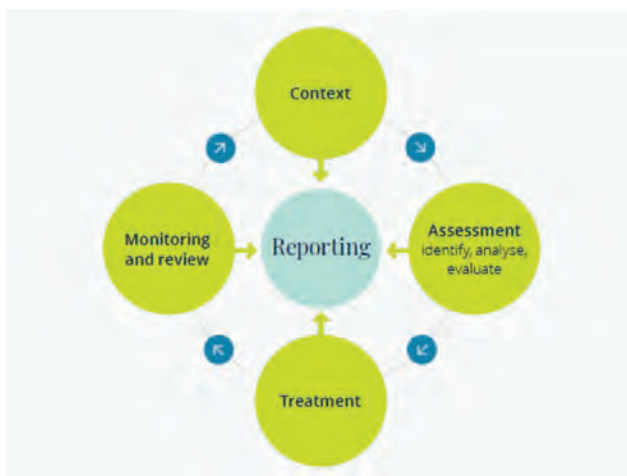 Context
Monitoring
and review
Reporting
Assessment
identify, analyse,
evaluate
Treatment